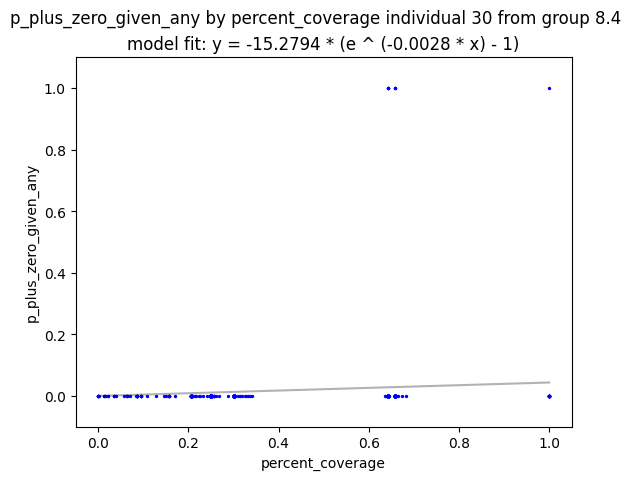 p_plus_zero_given_any by percent_coverage individual 30 from group 8.4
model fit: y = -15.2794 * (e ^ (-0.0028 * x) - 1)
1.0
0.8
0.6
0.4
0.2
0.0
p_plus_zero_given_any
0.0 0.2 0.4 0.6 0.8 1.0
percent_coverage